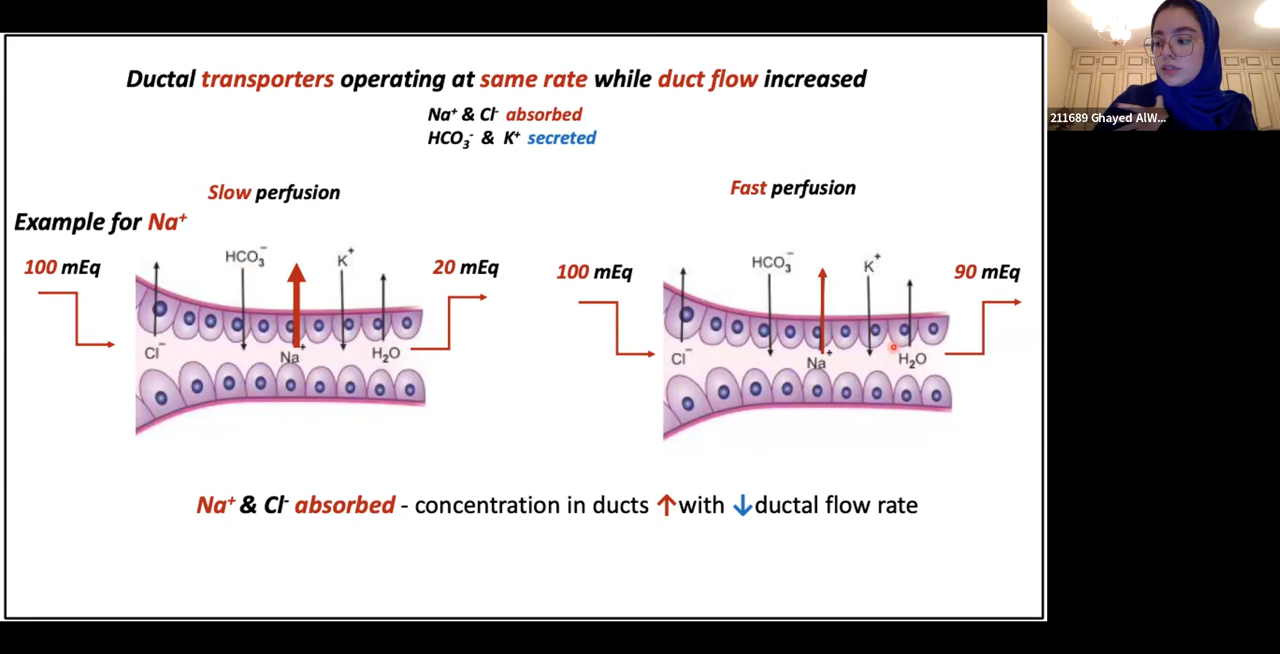 Ductal transporters operating at same rate while duct flow increased
Na⁺ & Cl⁻ absorbed
HCO₃⁻ & K⁺ secreted
211689 Ghayed AlW...
Slow perfusion
Fast perfusion
Example for Na⁺
100 mEq
HCO₃⁻
K⁺
20 mEq
Cl⁻
Na⁺
H₂O
100 mEq
HCO₃⁻
K⁺
90 mEq
Cl⁻
Na⁺
H₂O
Na⁺ & Cl⁻ absorbed - concentration in ducts ↑with ↓ductal flow rate